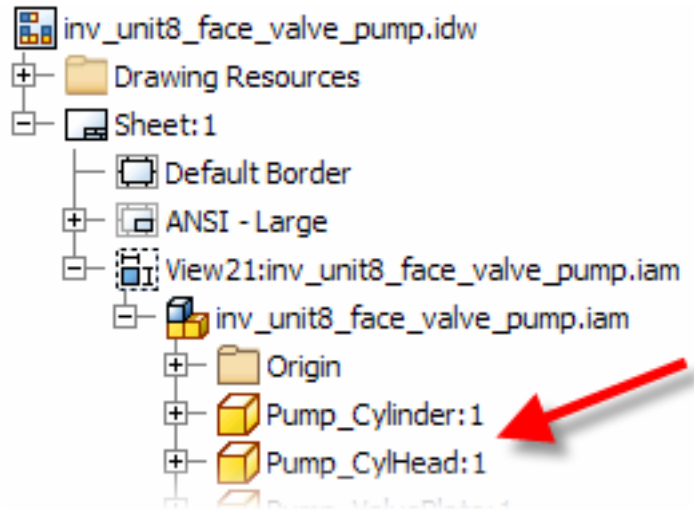 inv_unit8_face_valve_pump.idw
Drawing Resources
Sheet:1
Default Border
ANSI - Large
View21:inv_unit8_face_valve_pump.iam
inv_unit8_face_valve_pump.iam
Origin
Pump_Cylinder:1
Pump_CylHead:1